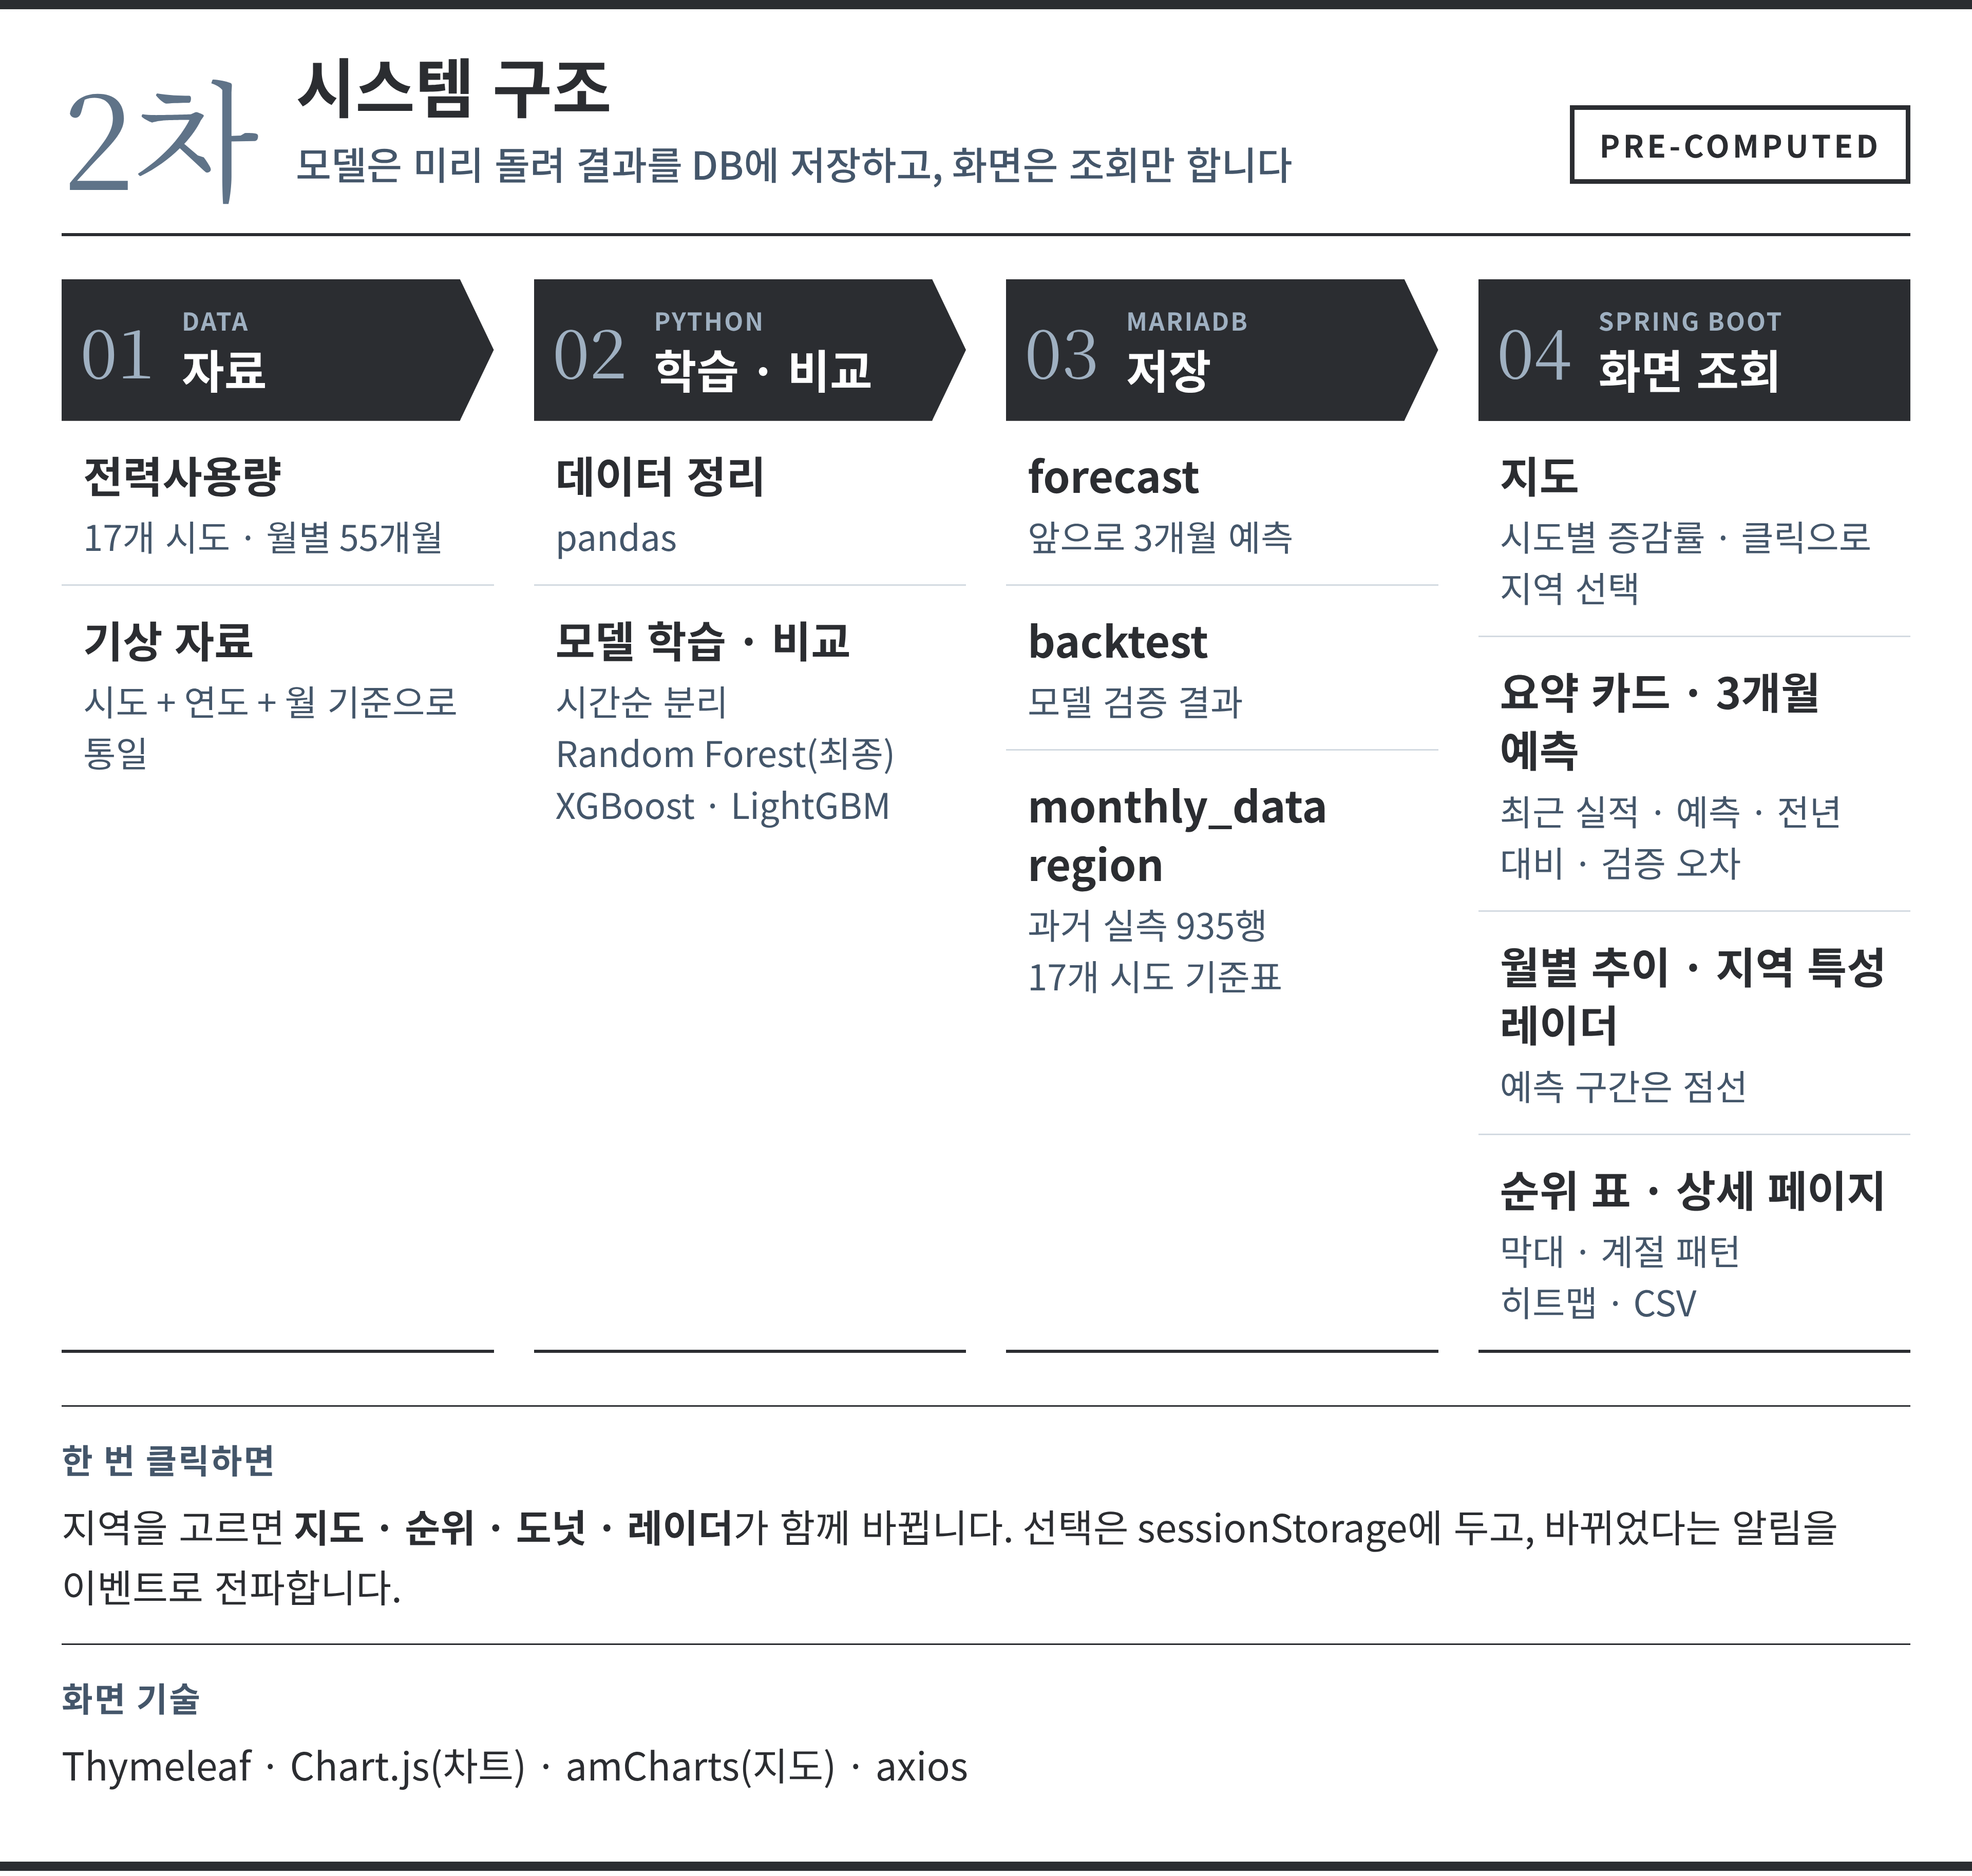 2차
시스템 구조
모델은 미리 돌려 결과를 DB에 저장하고, 화면은 조회만 합니다
PRE-COMPUTED
01
DATA
자료
전력사용량
17개 시도 · 월별 55개월
기상 자료
시도 + 연도 + 월 기준으로
통일
02
PYTHON
학습 · 비교
데이터 정리
pandas
모델 학습 · 비교
시간순 분리
Random Forest(최종)
XGBoost · LightGBM
03
MARIADB
저장
forecast
앞으로 3개월 예측
backtest
모델 검증 결과
monthly_data
region
과거 실측 935행
17개 시도 기준표
04
SPRING BOOT
화면 조회
지도
시도별 증감률 · 클릭으로
지역 선택
요약 카드 · 3개월
예측
최근 실적 · 예측 · 전년
대비 · 검증 오차
월별 추이 · 지역 특성
레이더
예측 구간은 점선
순위 표 · 상세 페이지
막대 · 계절 패턴
히트맵 · CSV
한 번 클릭하면
지역을 고르면 지도 · 순위 · 도넛 · 레이더가 함께 바뀝니다. 선택은 sessionStorage에 두고, 바뀌었다는 알림을
이벤트로 전파합니다.
화면 기술
Thymeleaf · Chart.js(차트) · amCharts(지도) · axios